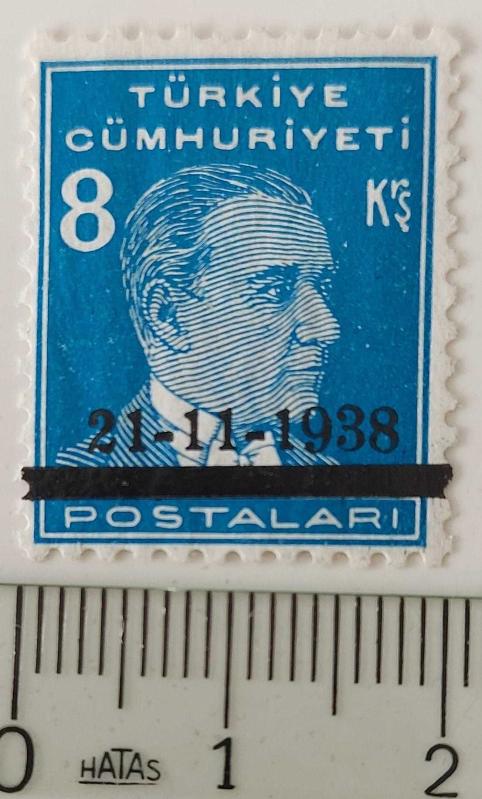 TÜRKİYE
CÜMHURİYETİ
8 Krş
21-11-1938
POSTALARI
0 HATAS 1 2